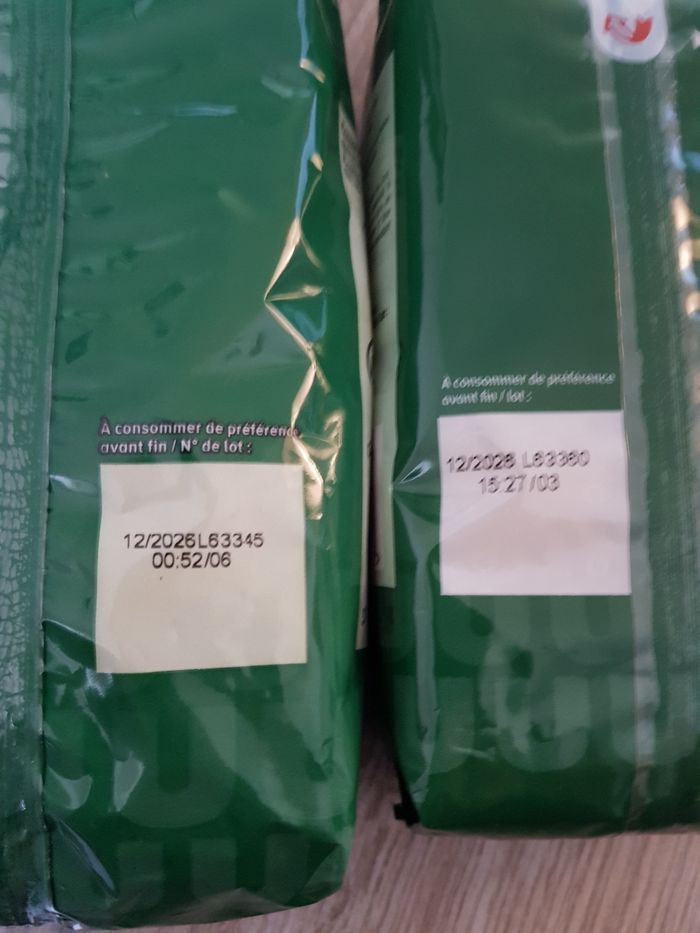 À consommer de préférence
avant fin / N° de lot :
12/2026L63345
00:52/06
À consommer de préférence
avant fin / lot :
12/2026 L63360
15:27/03